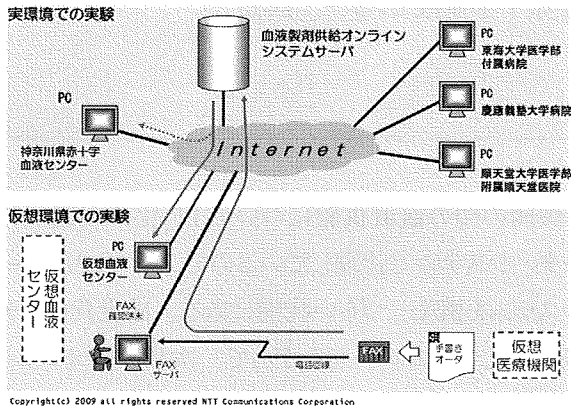 実環境での実験
血液製剤供給オンライン
システムサーバ
PC
東海大学医学部
付属病院
PC
慶應義塾大学病院
PC
順天堂大学医学部
附属順天堂医院
PC
神奈川県赤十字
血液センター
Internet
仮想環境での実験
仮想血液
センター
PC
仮想血液
センター
FAX
確認端末
FAX
サーバ
電話回線
FAX
手書き
オーダ
仮想
医療機関
Copyright(c) 2009 all rights reserved NTT Communications Corporation